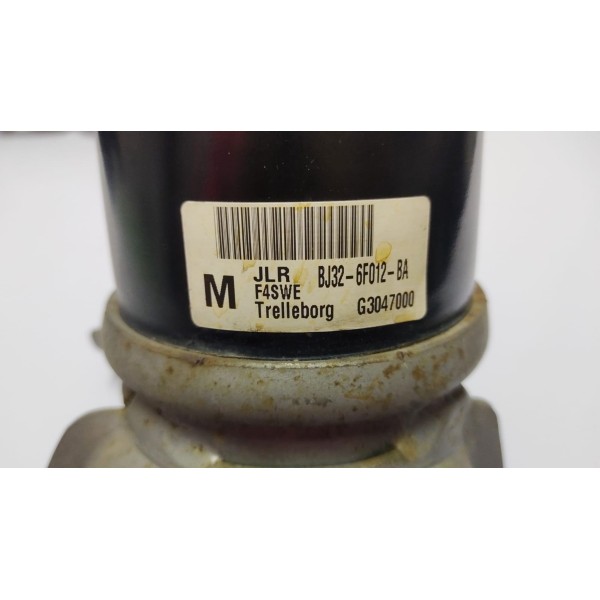 M
JLR BJ32-6F012-BA
F4SWE
Trelleborg G3047000